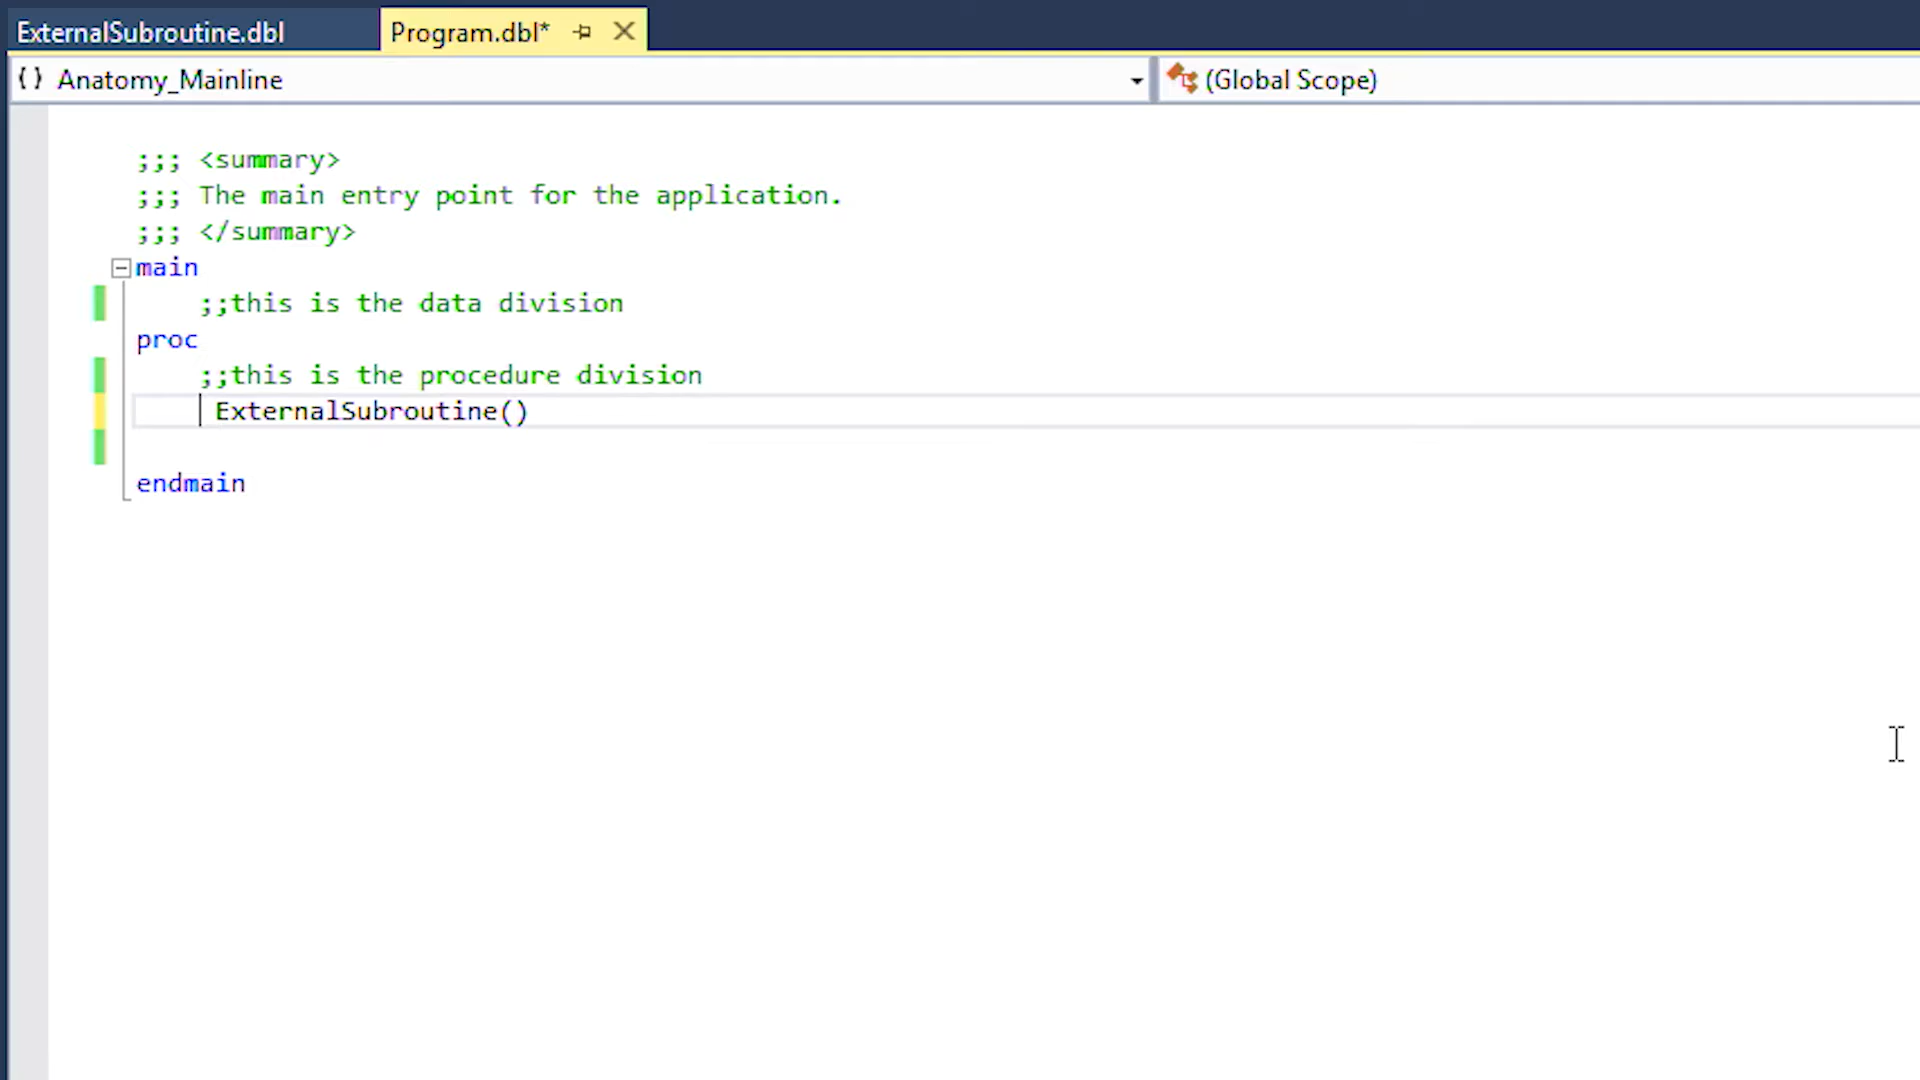 ExternalSubroutine.dbl Program.dbl*
{} Anatomy_Mainline (Global Scope)
;;; <summary>
;;; The main entry point for the application.
;;; </summary>
main
;;this is the data division
proc
;;this is the procedure division
ExternalSubroutine()
endmain